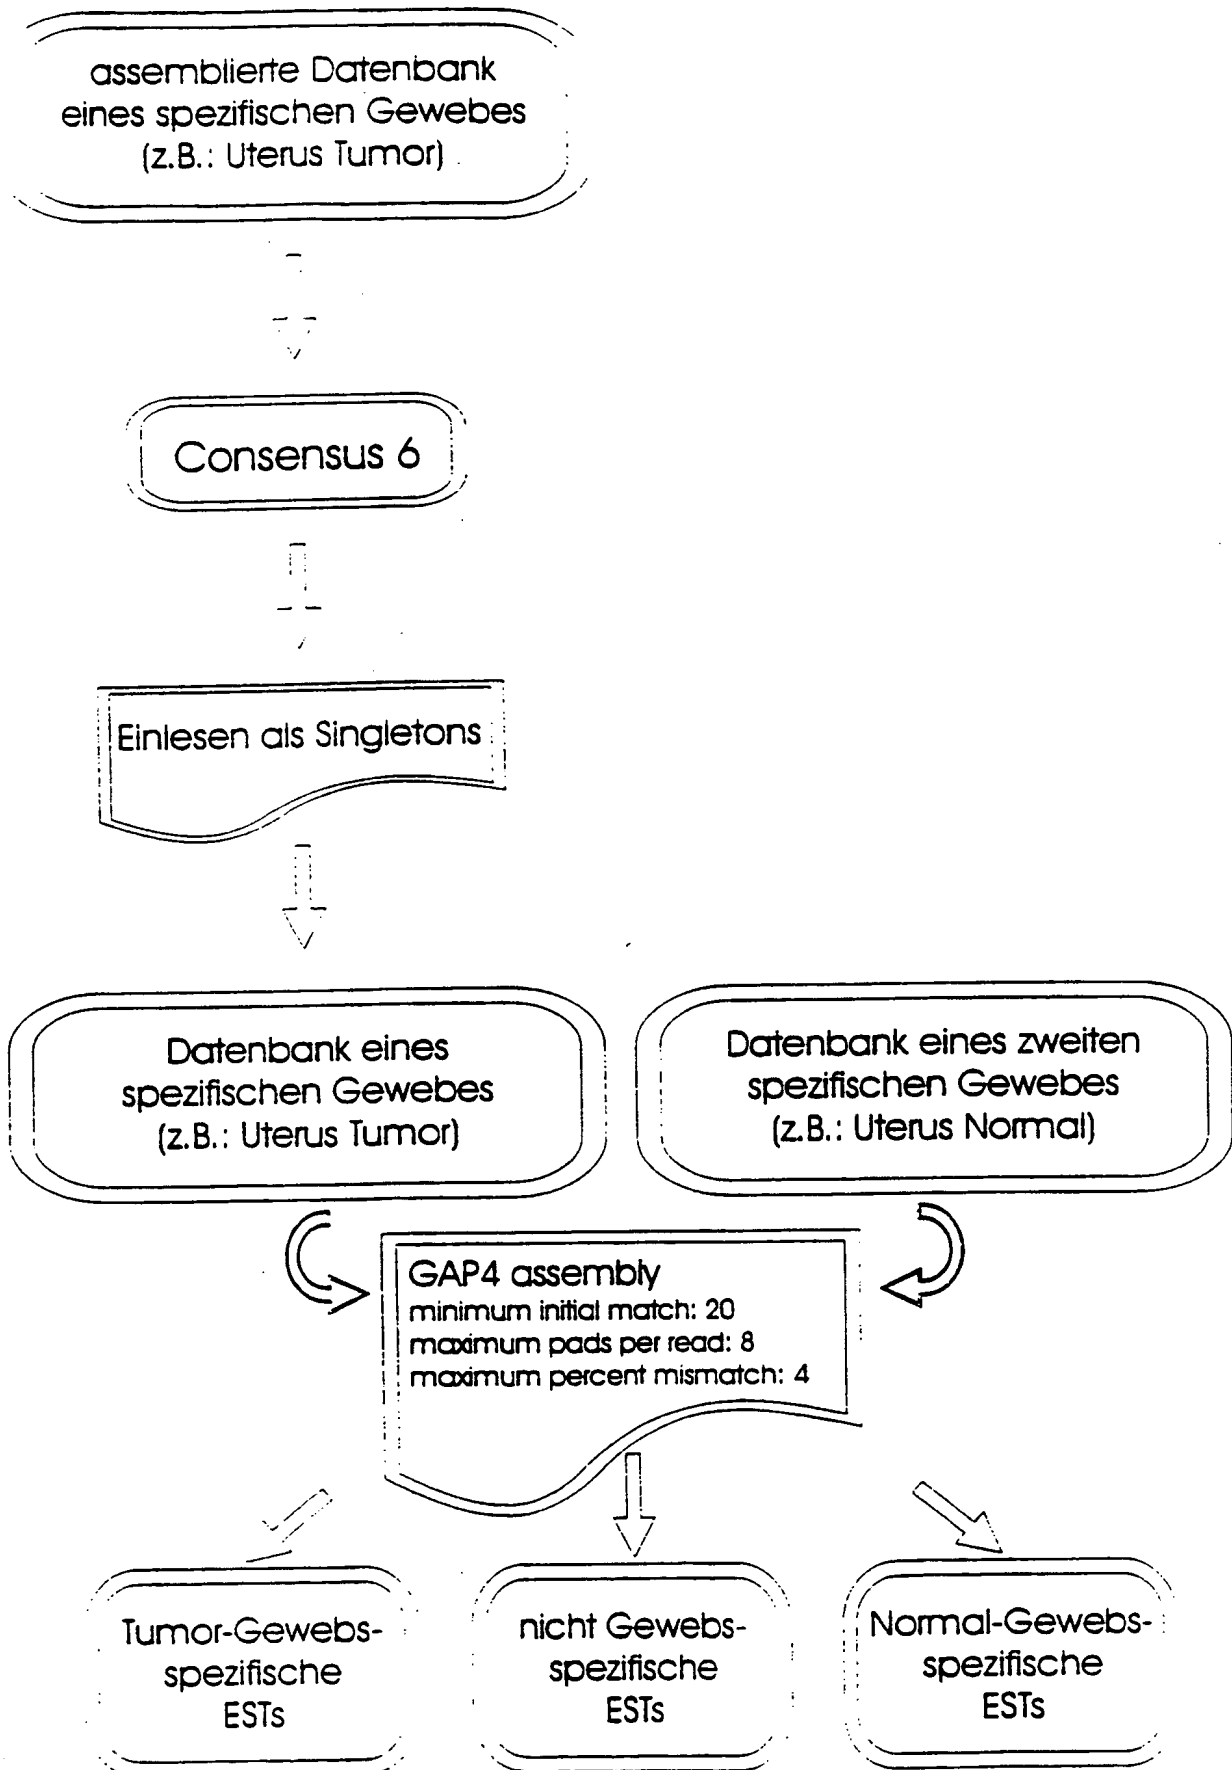 assemblierte Datenbank
eines spezifischen Gewebes
(z.B.: Uterus Tumor)
Consensus 6
Einlesen als Singletons
Datenbank eines
spezifischen Gewebes
(z.B.: Uterus Tumor)
Datenbank eines zweiten
spezifischen Gewebes
(z.B.: Uterus Normal)
GAP4 assembly
minimum initial match: 20
maximum pads per read: 8
maximum percent mismatch: 4
Tumor-Gewebs-
spezifische
ESTs
nicht Gewebs-
spezifische
ESTs
Normal-Gewebs-
spezifische
ESTs